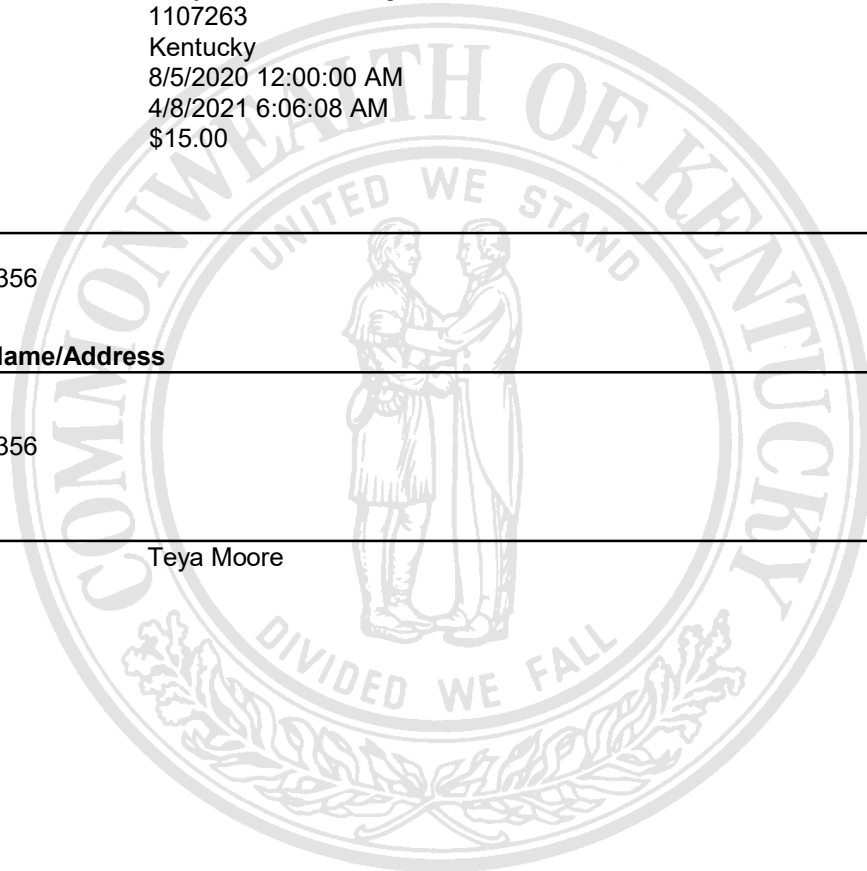 1107263
Kentucky
8/5/2020 12:00:00 AM
4/8/2021 6:06:08 AM
$15.00
COMMONWEALTH OF KENTUCKY
UNITED WE STAND
356
Name/Address
356
Teya Moore
DIVIDED WE FALL